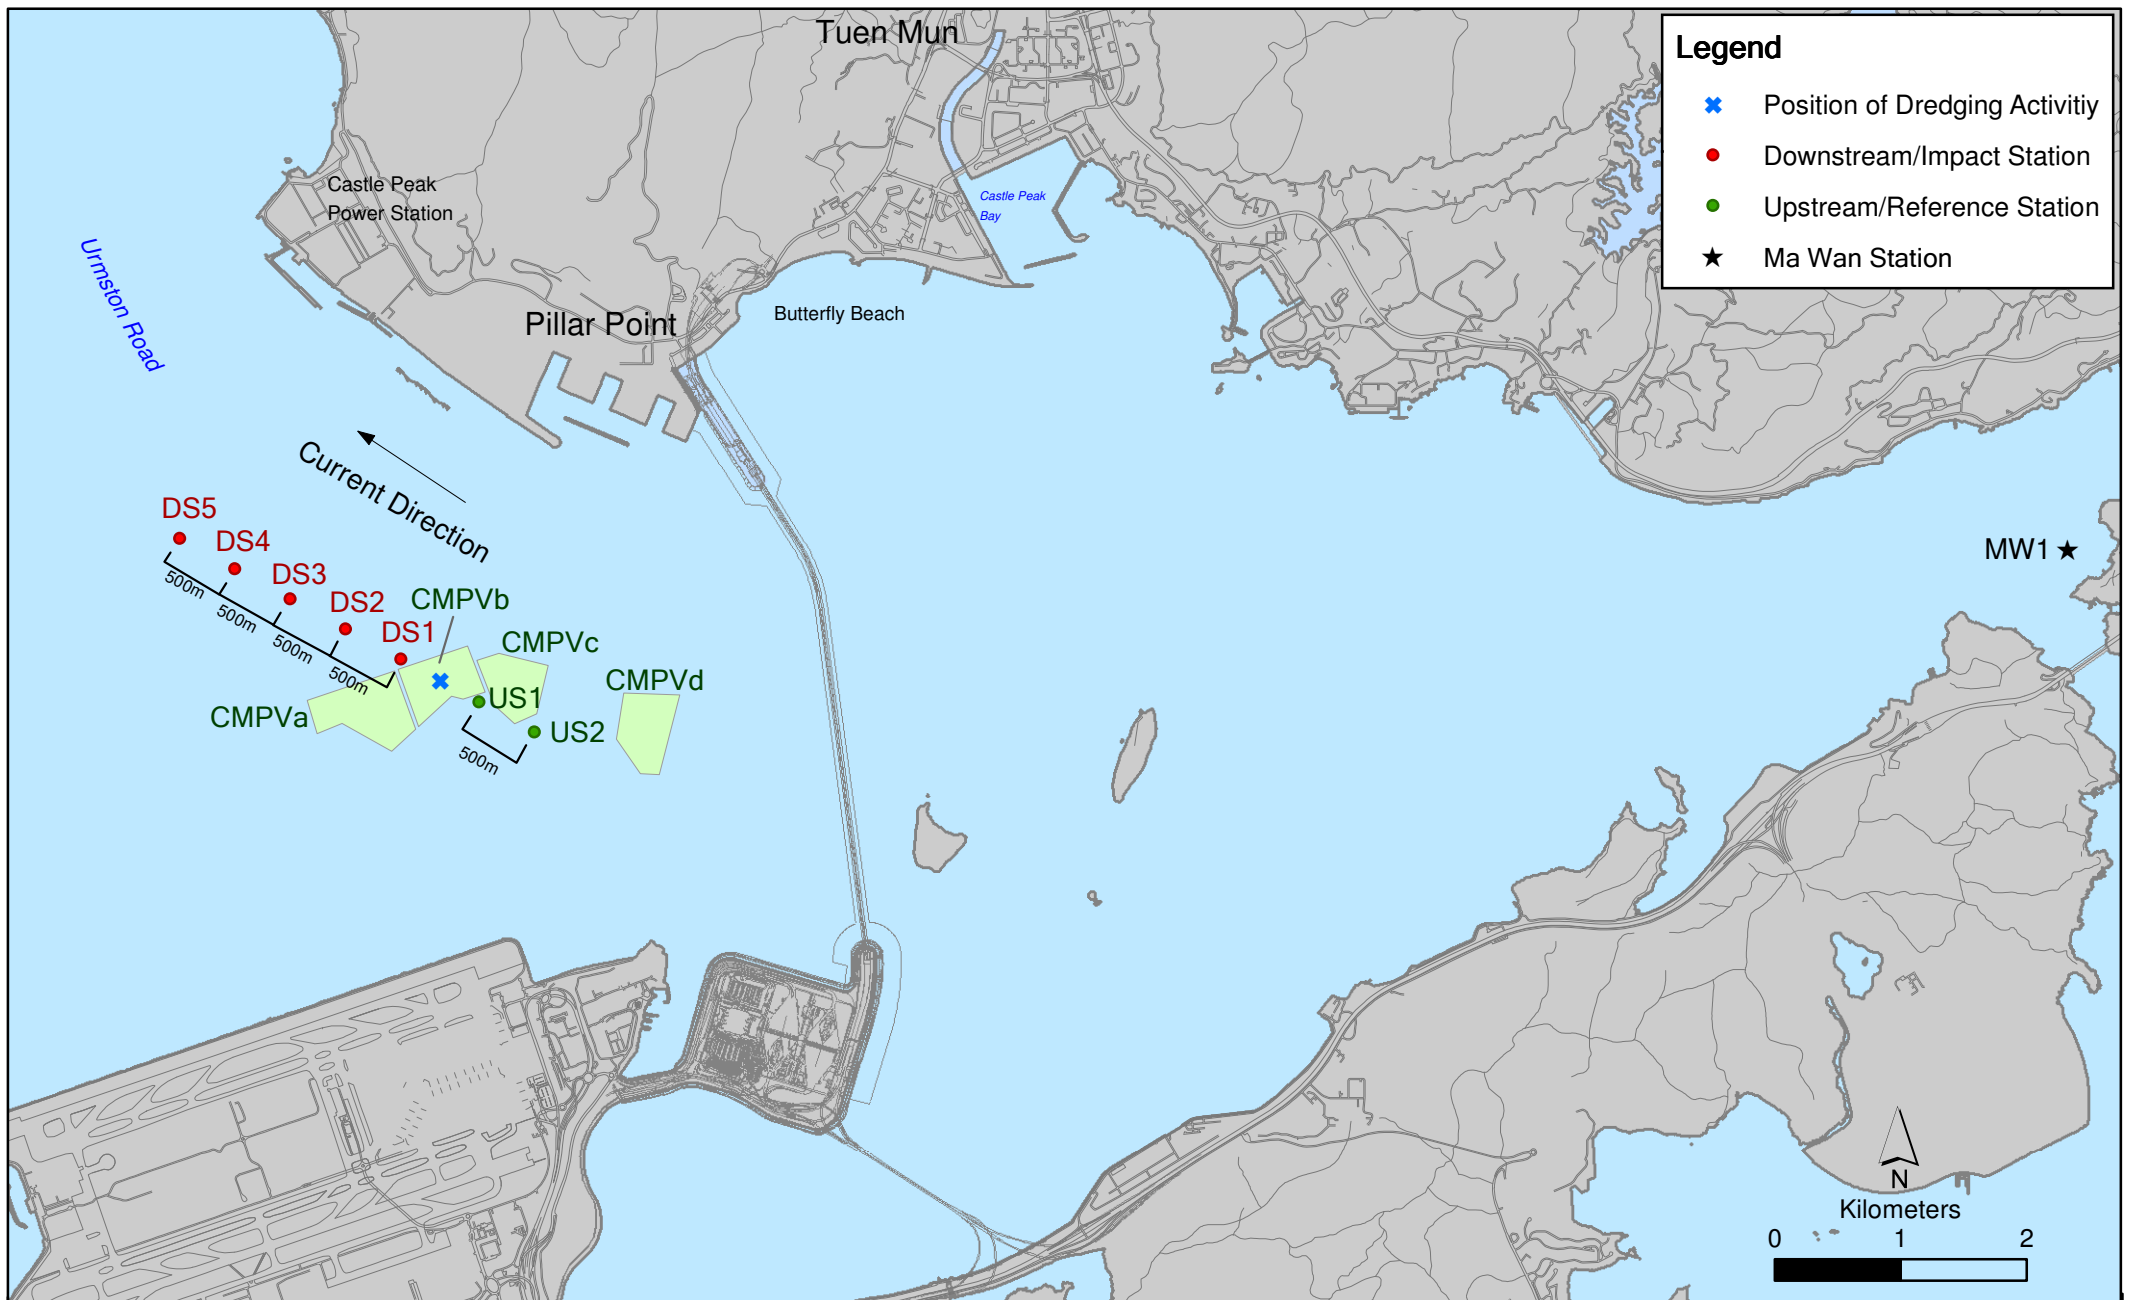 Tuen Mun
Legend
Position of Dredging Activitiy
Downstream/Impact Station
Upstream/Reference Station
Ma Wan Station
Castle Peak
Power Station
Castle Peak
Bay
Urmston Road
Pillar Point
Butterfly Beach
Current Direction
DS5
DS4
DS3
DS2
DS1
500m
500m
500m
500m
CMPVb
CMPVc
CMPVd
CMPVa
US1
US2
500m
MW1
N
Kilometers
0 1 2